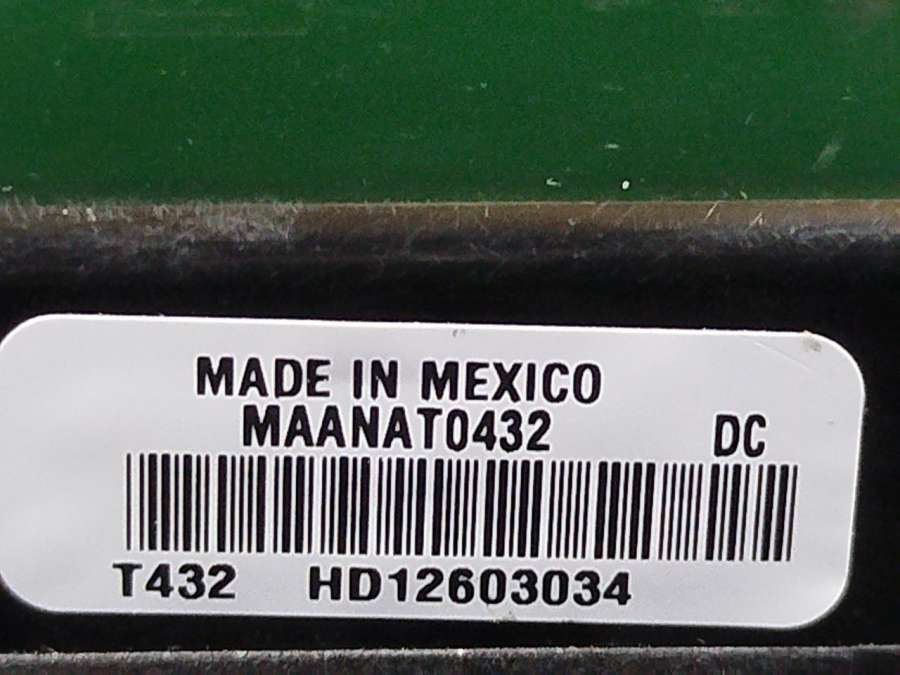 MADE IN MEXICO
MAANAT0432 DC
T432 HD12603034